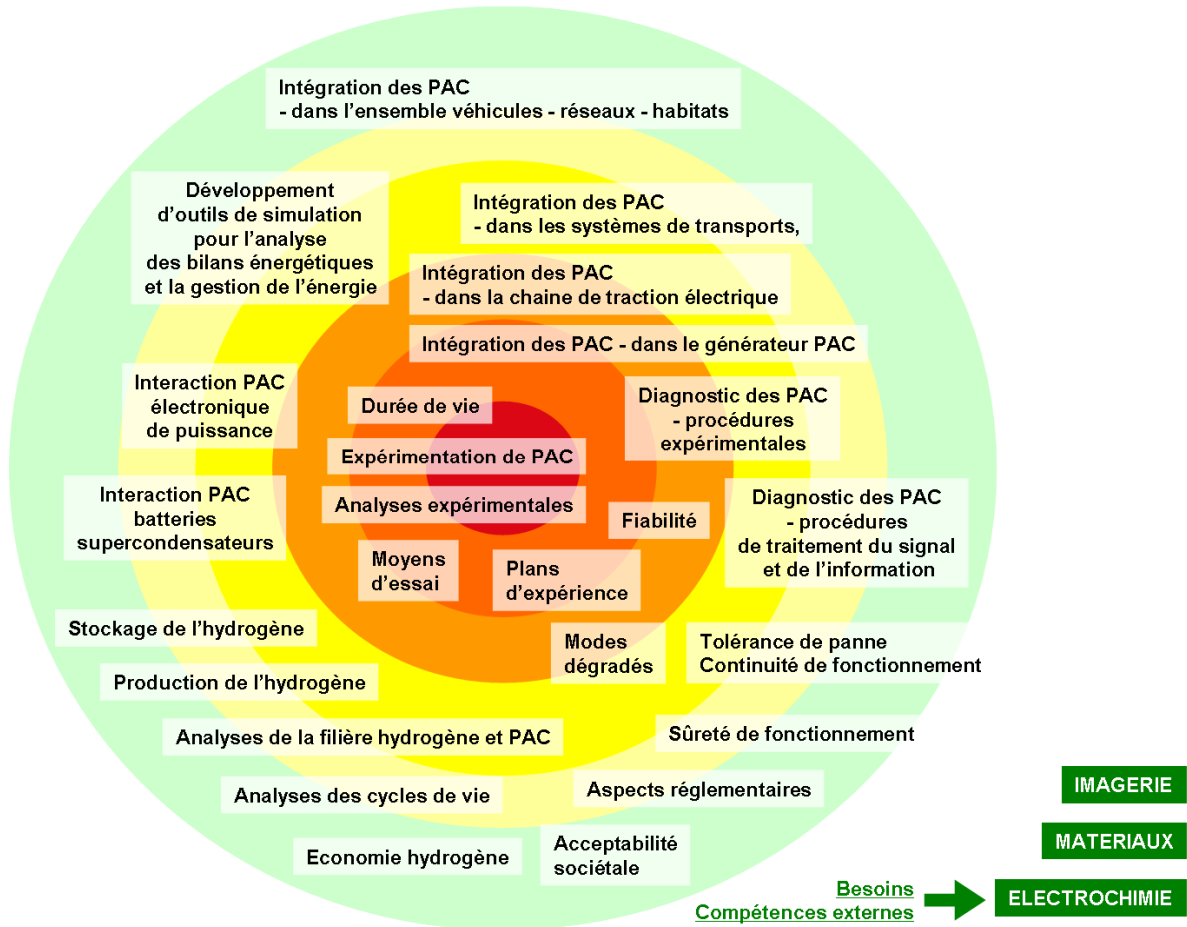 Intégration des PAC
- dans l’ensemble véhicules - réseaux - habitats
Développement
d’outils de simulation
pour l’analyse
des bilans énergétiques
et la gestion de l’énergie
Intégration des PAC
- dans les systèmes de transports,
Intégration des PAC
- dans la chaine de traction électrique
Intégration des PAC - dans le générateur PAC
Interaction PAC
électronique
de puissance
Durée de vie
Diagnostic des PAC
- procédures
expérimentales
Expérimentation de PAC
Interaction PAC
batteries
supercondensateurs
Analyses expérimentales
Fiabilité
Diagnostic des PAC
- procédures
de traitement du signal
et de l’information
Moyens
d’essai
Plans
d’expérience
Stockage de l’hydrogène
Modes
dégradés
Tolérance de panne
Continuité de fonctionnement
Production de l’hydrogène
Analyses de la filière hydrogène et PAC
Sûreté de fonctionnement
Analyses des cycles de vie
Aspects réglementaires
Economie hydrogène
Acceptabilité
sociétale
IMAGERIE
MATERIAUX
Besoins
Compétences externes
ELECTROCHIMIE